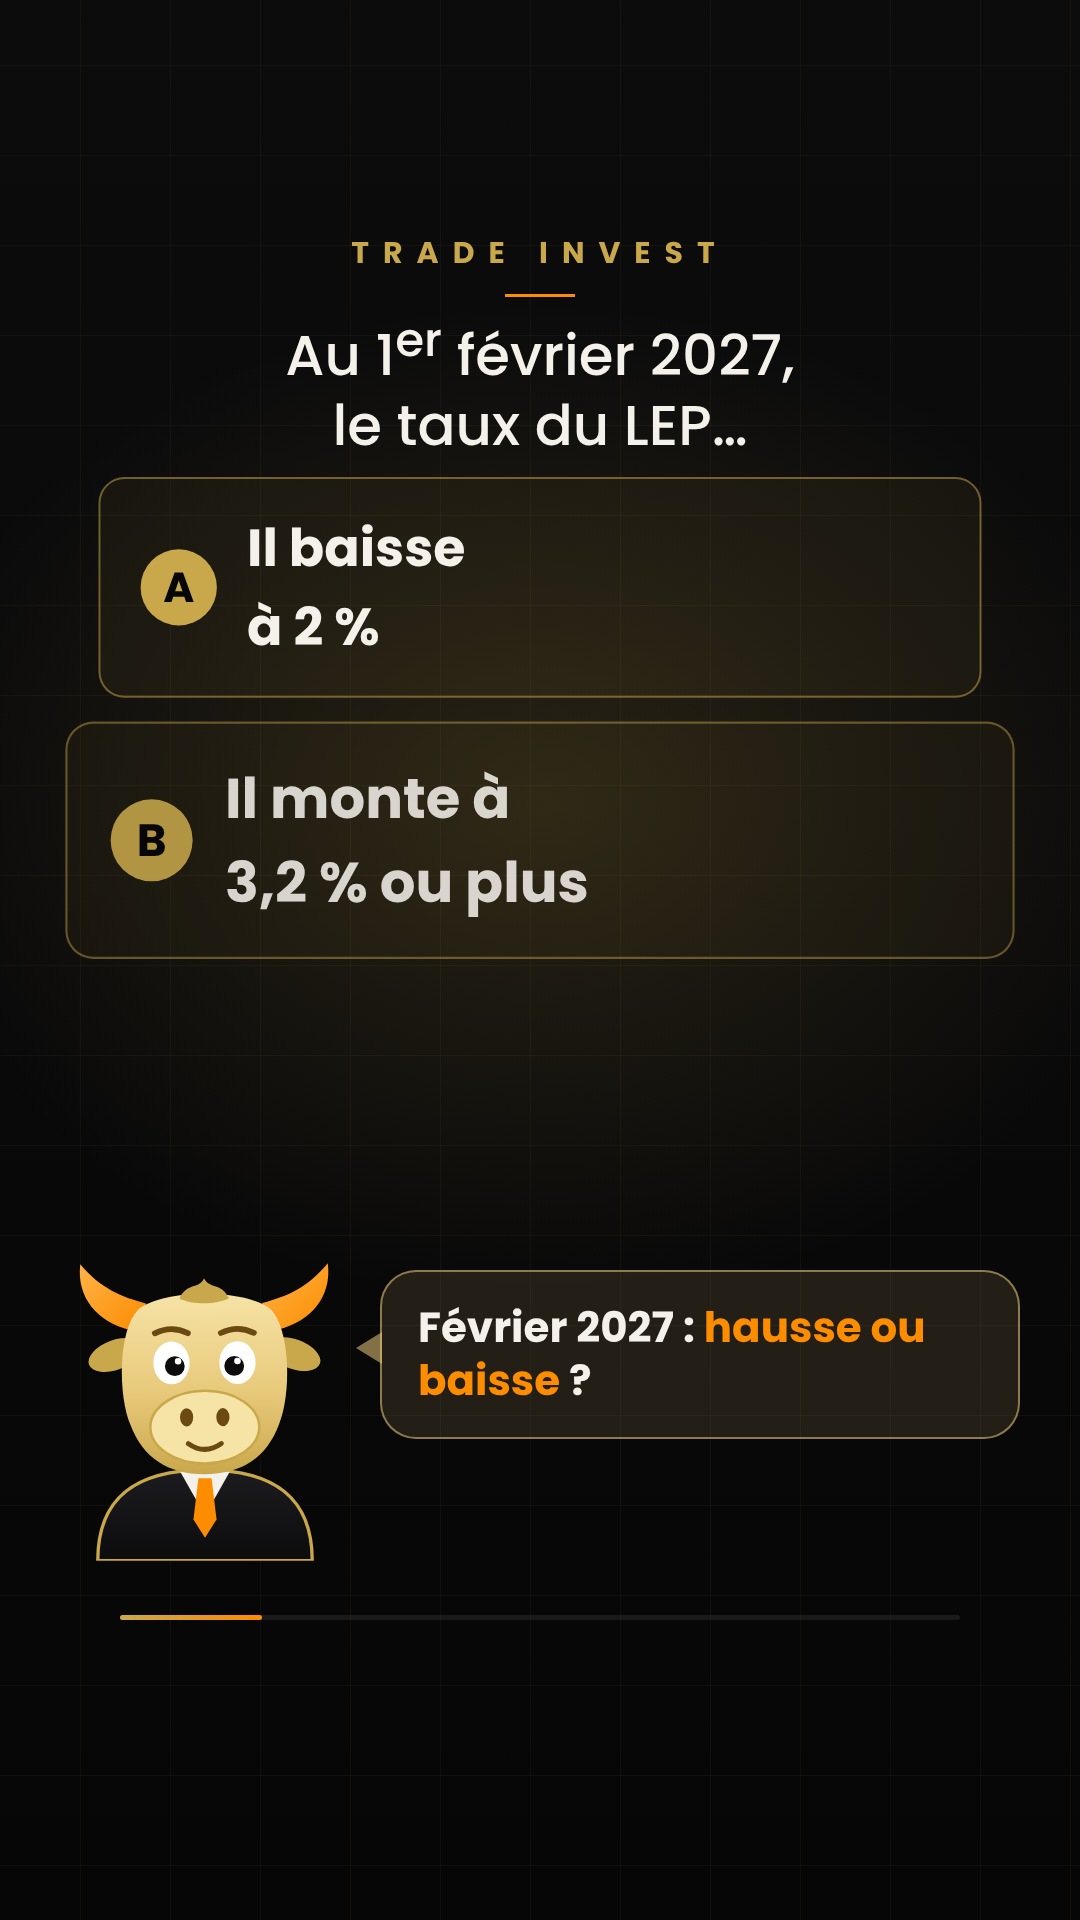 TRADE INVEST
Au 1er février 2027,
le taux du LEP…
A
Il baisse
à 2 %
B
Il monte à
3,2 % ou plus
Février 2027 : hausse ou
baisse ?